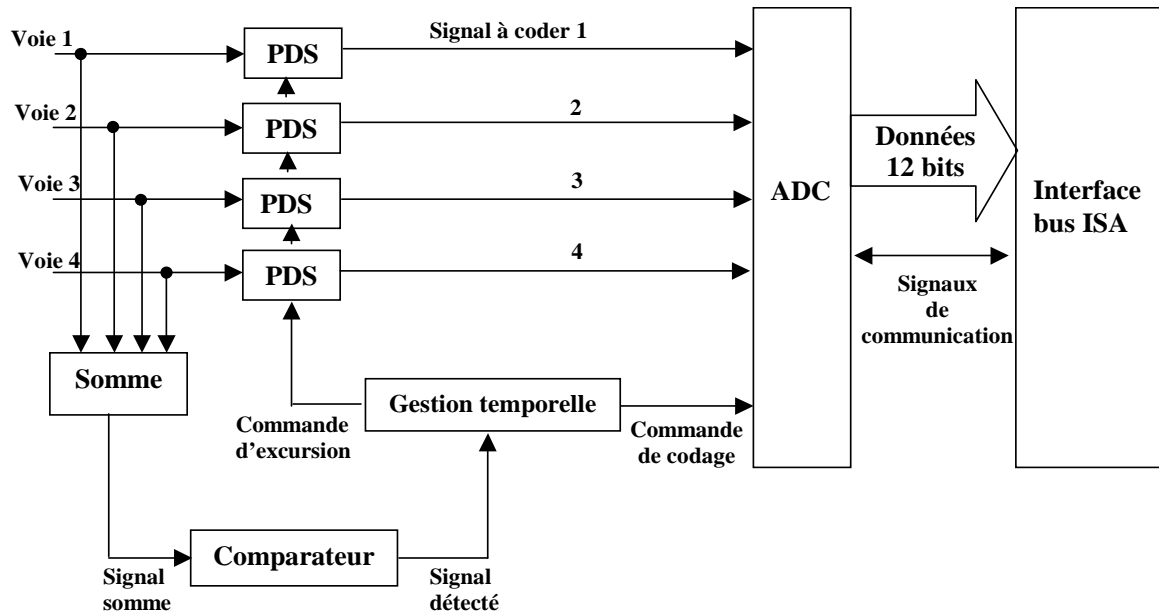 Voie 1
PDS
Signal à coder 1
Voie 2
PDS
2
Voie 3
PDS
3
Voie 4
PDS
4
ADC
Données
12 bits
Interface
bus ISA
Signaux
de
communication
Somme
Gestion temporelle
Commande
d'excursion
Commande
de codage
Comparateur
Signal
somme
Signal
détecté